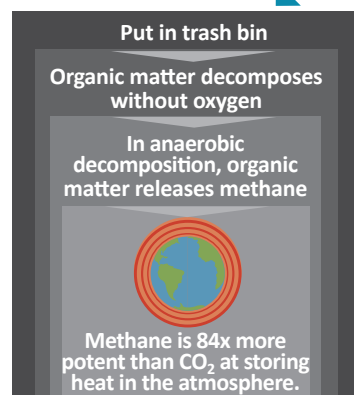 Put in trash bin
Organic matter decomposes
without oxygen
In anaerobic
decomposition, organic
matter releases methane
Methane is 84x more
potent than CO₂ at storing
heat in the atmosphere.